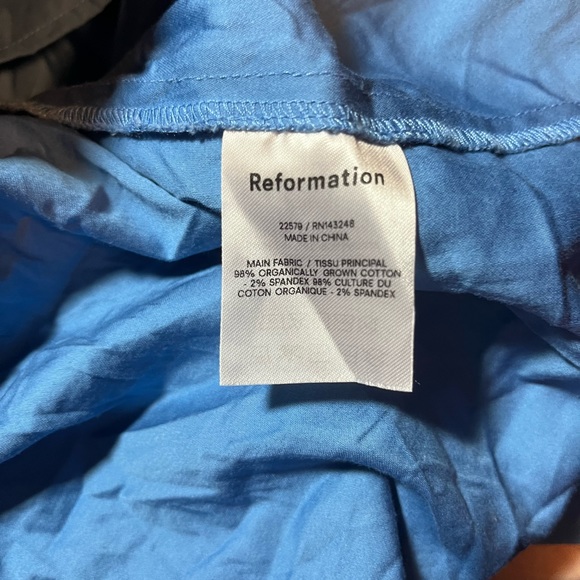 Reformation
22579 / RN143248
MADE IN CHINA
MAIN FABRIC / TISSU PRINCIPAL
98% ORGANICALLY GROWN COTTON
- 2% SPANDEX 98% CULTURE DU
COTON ORGANIQUE - 2% SPANDEX